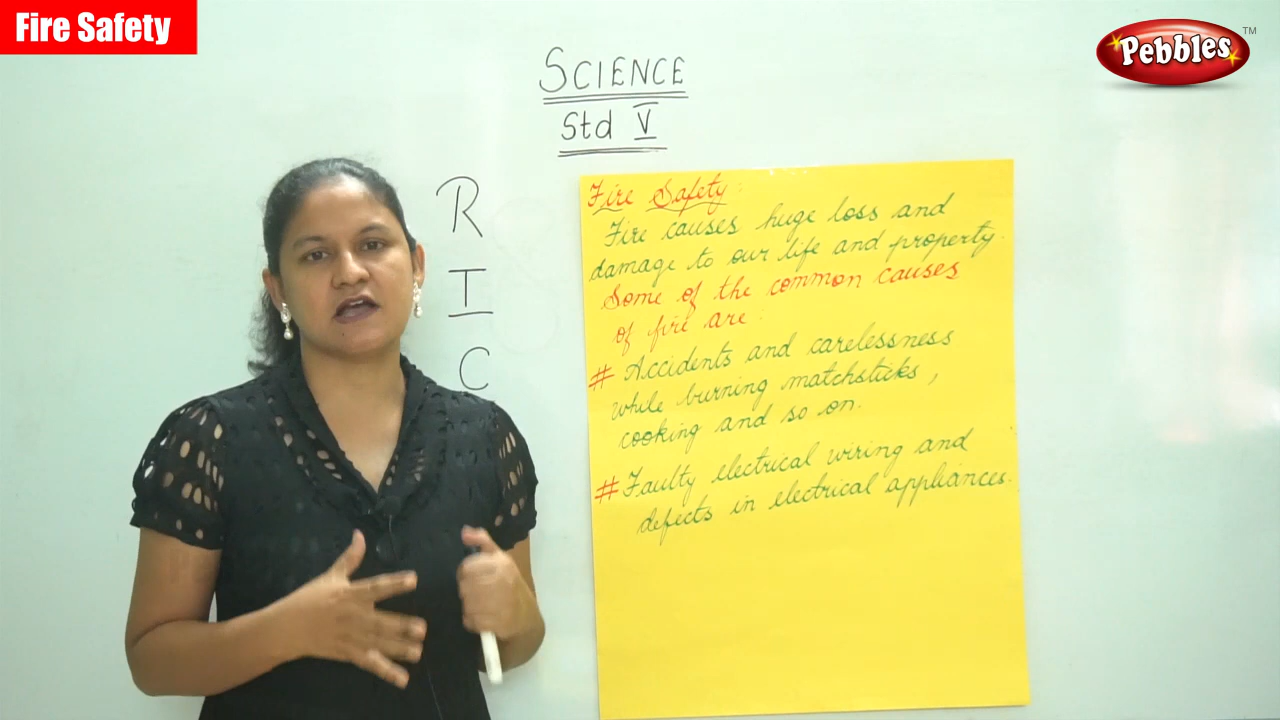 Fire Safety
Pebbles
TM
SCIENCE
Std V
R
I
C
Fire Safety:
Fire causes huge loss and
damage to our life and property.
Some of the common causes
of fire are:
# Accidents and carelessness
while burning matchsticks,
cooking and so on.
# Faulty electrical wiring and
defects in electrical appliances.